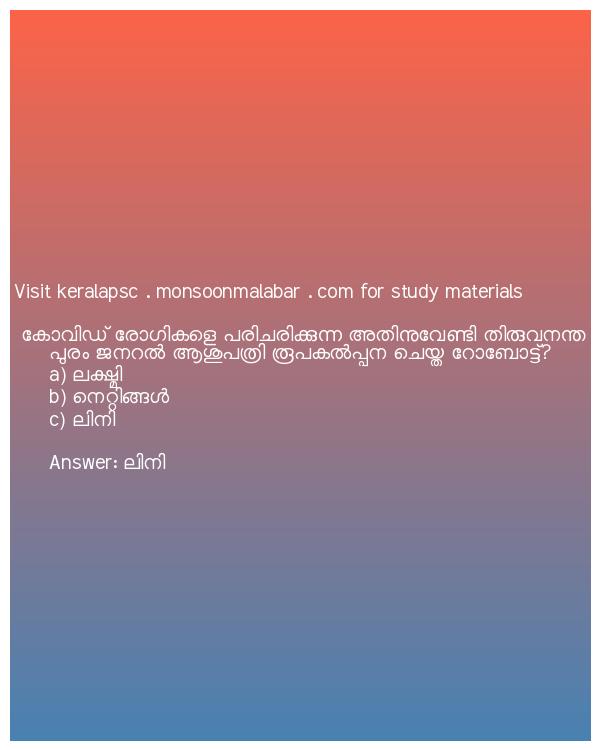 Visit keralapsc . monsoonmalabar . com for study materials
കോവിഡ് രോഗികളെ പരിചരിക്കുന്ന അതിനുവേണ്ടി തിരുവനന്ത
പുരം ജനറൽ ആശുപത്രി രൂപകൽപ്പന ചെയ്ത റോബോട്ട്?
a) ലക്ഷ്മി
b) നെറ്റിങ്ങൾ
c) ലിനി
Answer: ലിനി